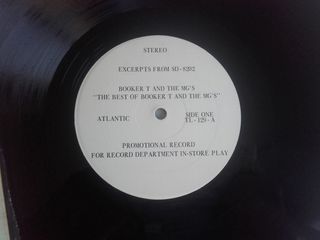 STEREO
EXCERPTS FROM SD-8202
BOOKER T AND THE MG'S
"THE BEST OF BOOKER T AND THE MG'S"
ATLANTIC
SIDE ONE
TL-129-A
PROMOTIONAL RECORD
FOR RECORD DEPARTMENT IN-STORE PLAY